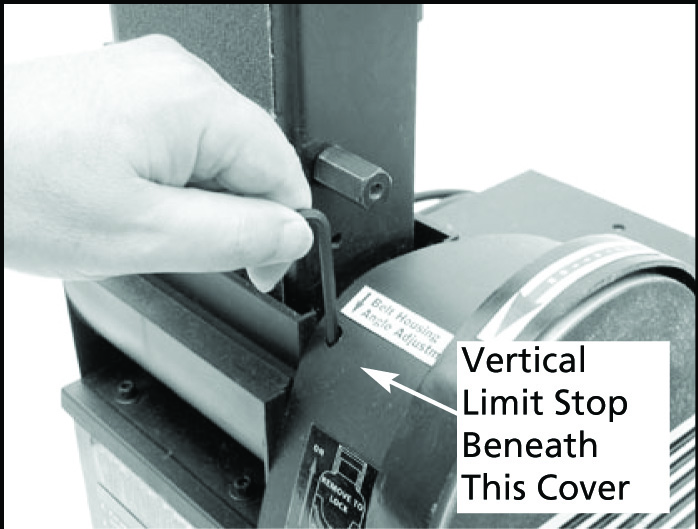 Belt Housing
Angle Adjustm
Vertical
Limit Stop
Beneath
This Cover
ON
REMOVE TO
LOCK